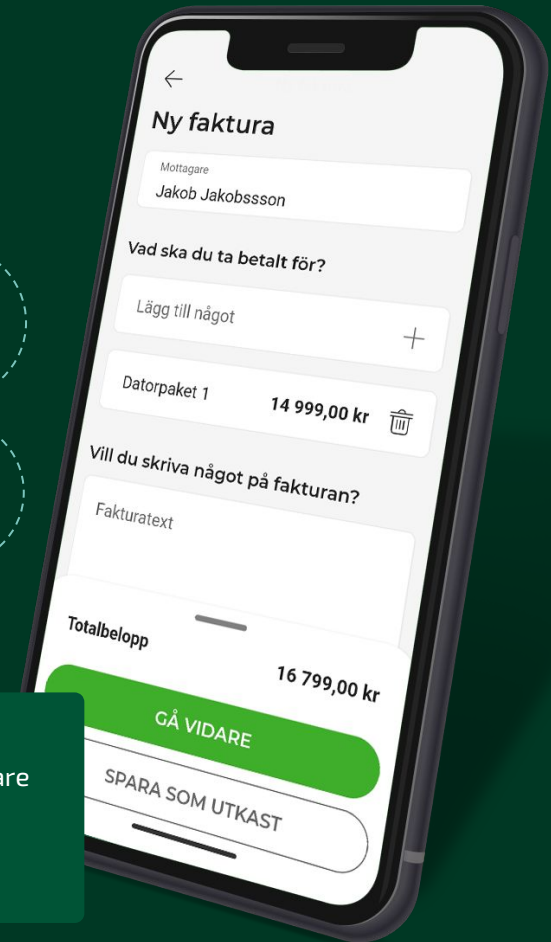 Ny faktura
Mottagare
Jakob Jakobssson
Vad ska du ta betalt för?
Lägg till något
Datorpaket 1 14 999,00 kr
Vill du skriva något på fakturan?
Fakturatext
Totalbelopp
16 799,00 kr
GÅ VIDARE
SPARA SOM UTKAST
are